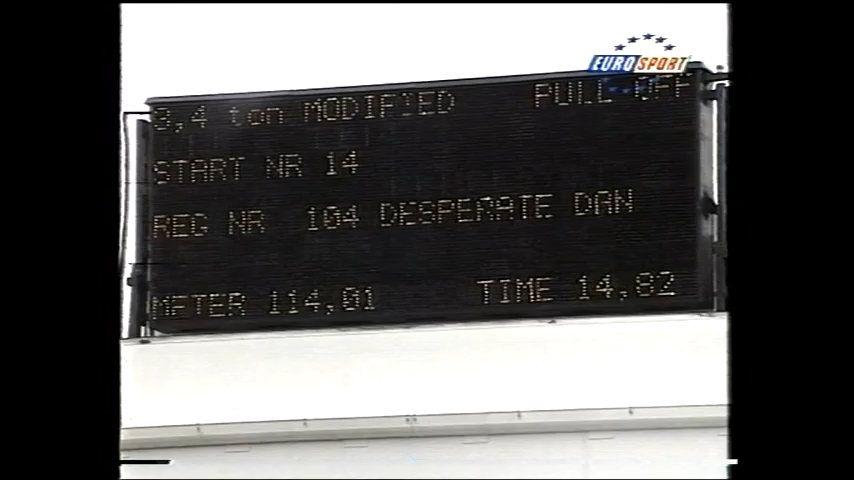 EUROSPORT
3,4 ton MODIFIED PULL OFF
START NR 14
REG NR 104 DESPERATE DAN
METER 114,01 TIME 14,82